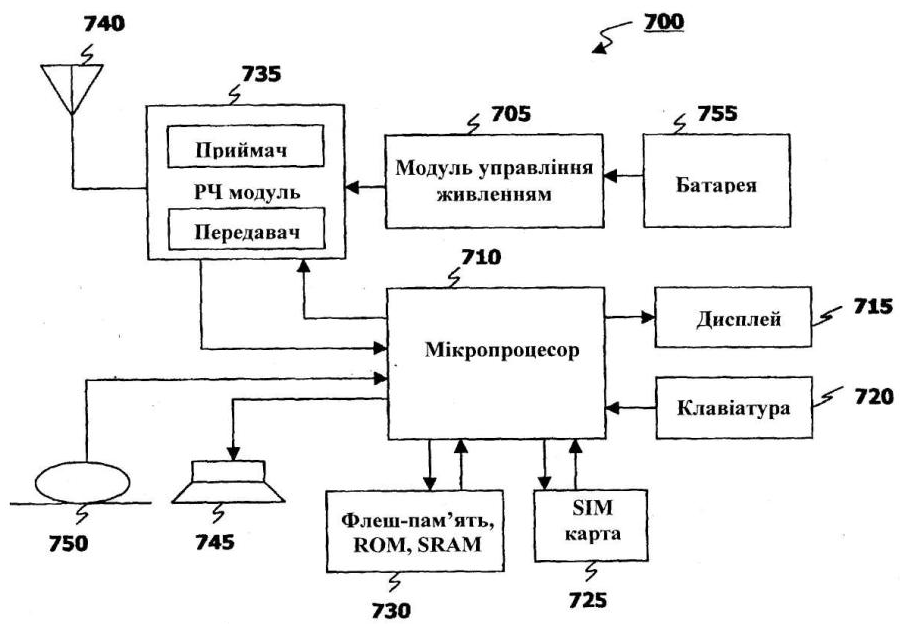 740
700
735
705
755
Приймач
РЧ модуль
Передавач
Модуль управління
живленням
Батарея
710
Мікропроцесор
Дисплей
715
Клавіатура
720
750
745
Флеш-пам’ять,
ROM, SRAM
730
SIM
карта
725